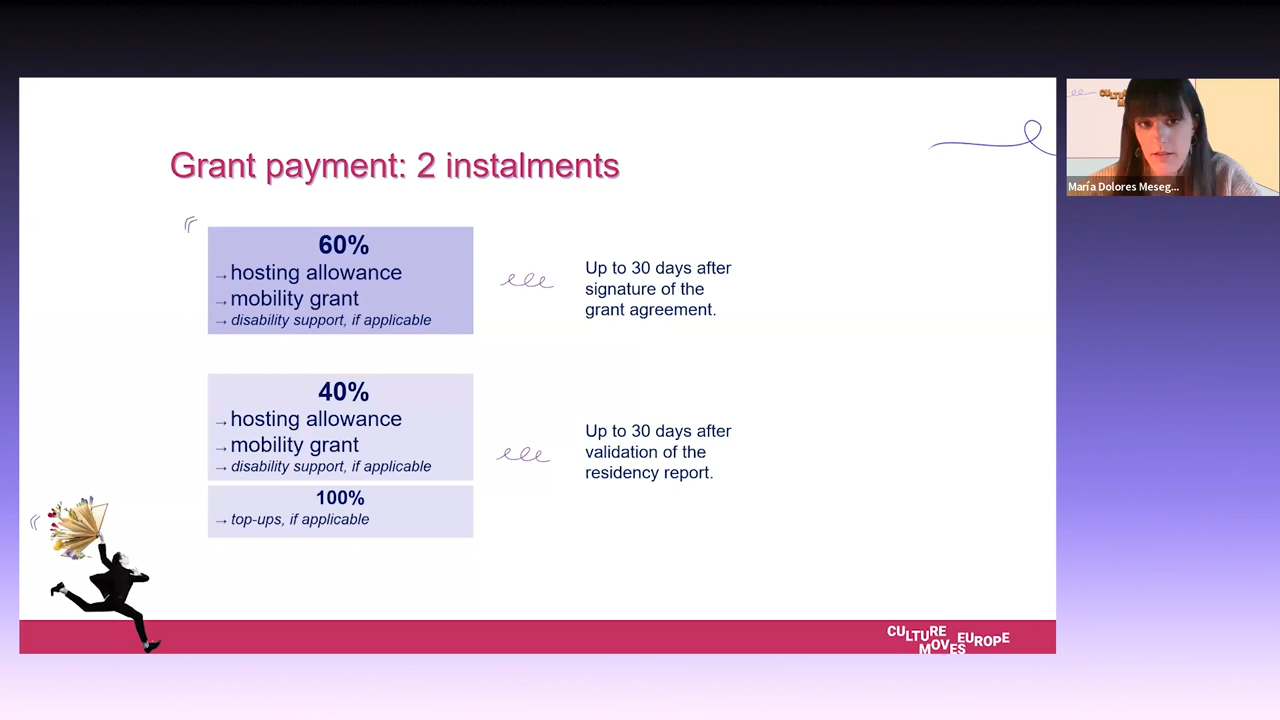 Grant payment: 2 instalments
60%
→ hosting allowance
→ mobility grant
→ disability support, if applicable
Up to 30 days after
signature of the
grant agreement.
40%
→ hosting allowance
→ mobility grant
→ disability support, if applicable
Up to 30 days after
validation of the
residency report.
100%
→ top-ups, if applicable
CULTURE
MOVES EUROPE
María Dolores Meseg...